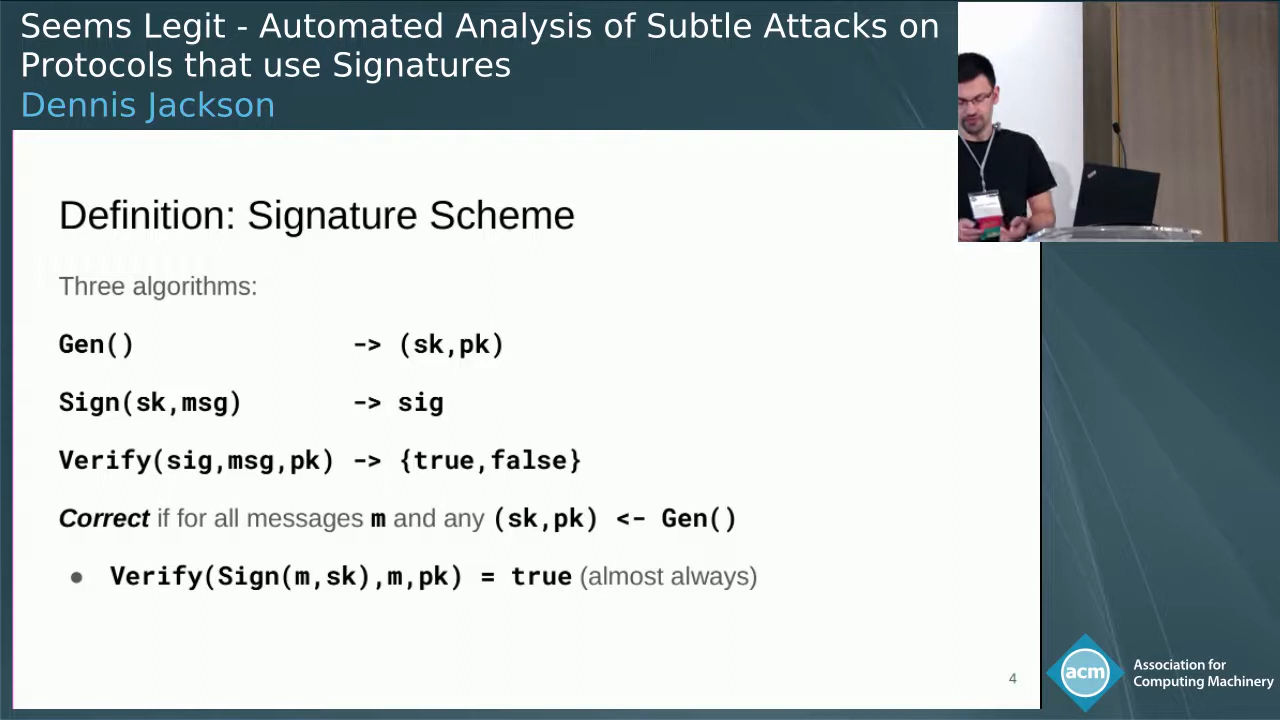 Seems Legit - Automated Analysis of Subtle Attacks on
Protocols that use Signatures
Dennis Jackson
Definition: Signature Scheme
Three algorithms:
Gen() -> (sk,pk)
Sign(sk,msg) -> sig
Verify(sig,msg,pk) -> {true,false}
Correct if for all messages m and any (sk,pk) <- Gen()
● Verify(Sign(m,sk),m,pk) = true (almost always)
4
acm
Association for
Computing Machinery